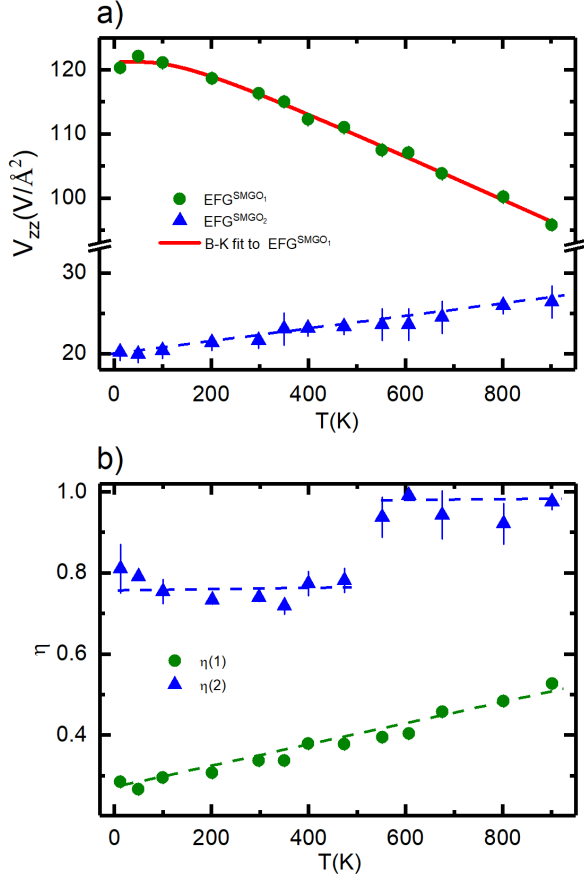 a)
120
110
100
30
20
V_zz(V/Å²)
EFG^SMGO₁
EFG^SMGO₂
B-K fit to EFG^SMGO₁
0 200 400 600 800
T(K)
b)
1.0
0.8
0.6
0.4
η
η(1)
η(2)
0 200 400 600 800
T(K)